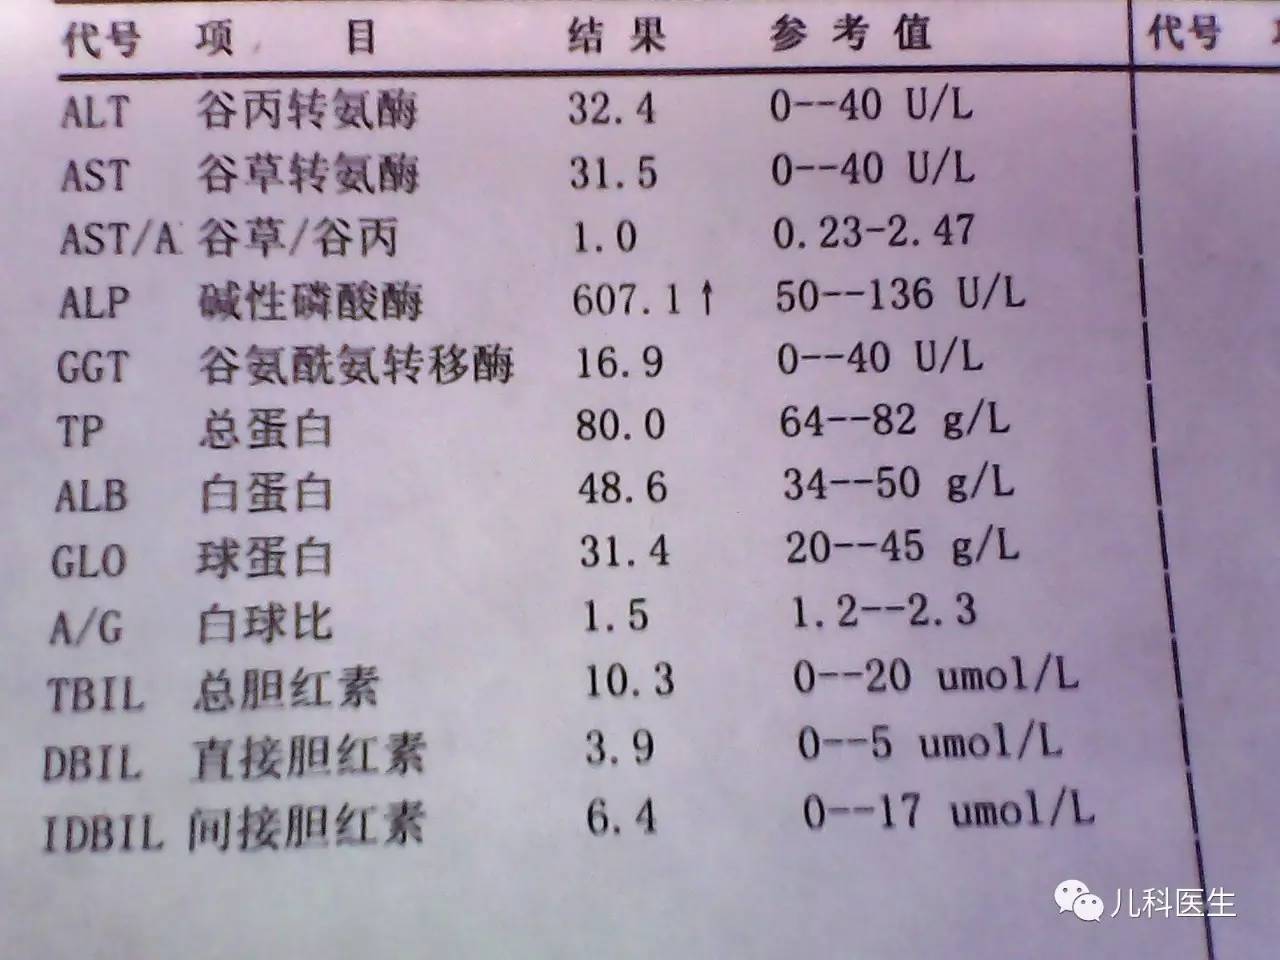 代号 项 目 结 果 参 考 值 代号
ALT 谷丙转氨酶 32.4 0--40 U/L
AST 谷草转氨酶 31.5 0--40 U/L
AST/A 谷草/谷丙 1.0 0.23-2.47
ALP 碱性磷酸酶 607.1↑ 50--136 U/L
GGT 谷氨酰氨转移酶 16.9 0--40 U/L
TP 总蛋白 80.0 64--82 g/L
ALB 白蛋白 48.6 34--50 g/L
GLO 球蛋白 31.4 20--45 g/L
A/G 白球比 1.5 1.2--2.3
TBIL 总胆红素 10.3 0--20 umol/L
DBIL 直接胆红素 3.9 0--5 umol/L
IDBIL 间接胆红素 6.4 0--17 umol/L
儿科医生